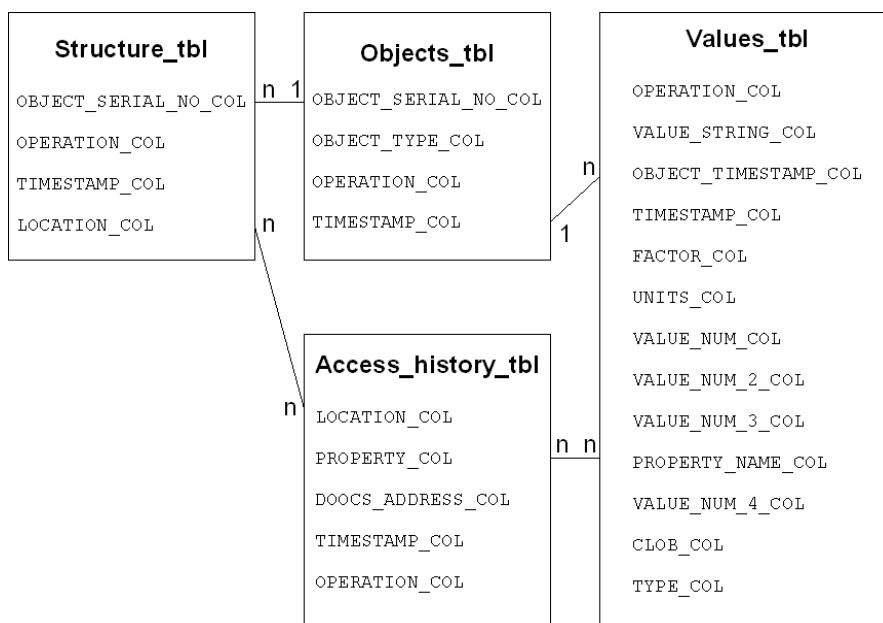 Structure_tbl
OBJECT_SERIAL_NO_COL
OPERATION_COL
TIMESTAMP_COL
LOCATION_COL
n 1
n
n
Objects_tbl
OBJECT_SERIAL_NO_COL
OBJECT_TYPE_COL
OPERATION_COL
TIMESTAMP_COL
1
n
Access_history_tbl
LOCATION_COL
PROPERTY_COL
DOOCS_ADDRESS_COL
TIMESTAMP_COL
OPERATION_COL
n n
Values_tbl
OPERATION_COL
VALUE_STRING_COL
OBJECT_TIMESTAMP_COL
TIMESTAMP_COL
FACTOR_COL
UNITS_COL
VALUE_NUM_COL
VALUE_NUM_2_COL
VALUE_NUM_3_COL
PROPERTY_NAME_COL
VALUE_NUM_4_COL
CLOB_COL
TYPE_COL